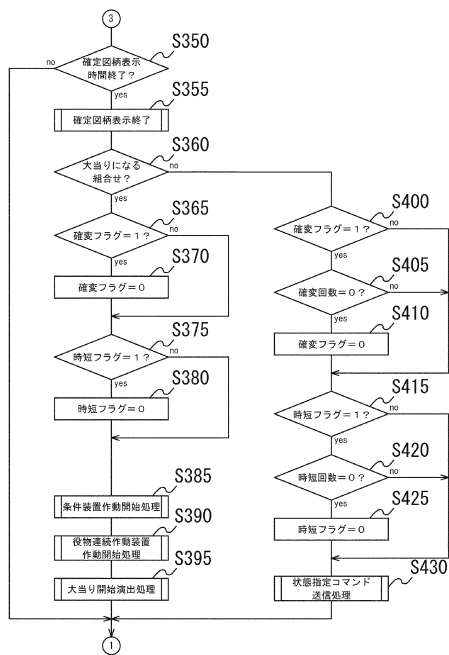 3
S350
確定図柄表示
時間終了？
no
yes
S355
確定図柄表示終了
S360
大当りになる
組合せ？
no
yes
S365
確変フラグ＝１？
no
yes
S370
確変フラグ＝０
S375
時短フラグ＝１？
no
yes
S380
時短フラグ＝０
S385
条件装置作動開始処理
S390
役物連続作動装置
作動開始処理
S395
大当り開始演出処理
S400
確変フラグ＝１？
no
yes
S405
確変回数＝０？
no
yes
S410
確変フラグ＝０
S415
時短フラグ＝１？
no
yes
S420
時短回数＝０？
no
yes
S425
時短フラグ＝０
S430
状態指定コマンド
送信処理
1